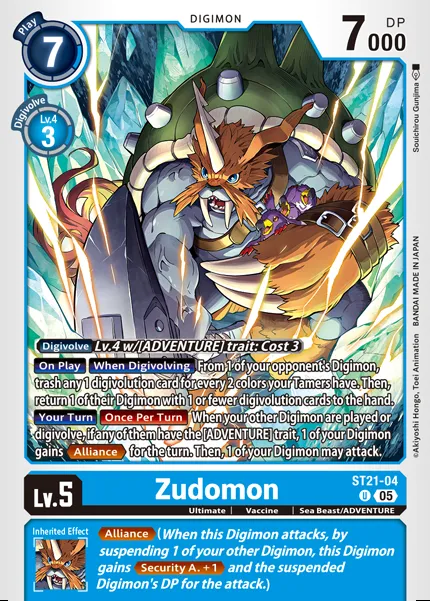 DIGIMON
Play
7
7000
DP
Digivolve
Lv.4
3
Souichirou Gunjima
©Akiyoshi Hongo, Toei Animation BANDAI MADE IN JAPAN
Digivolve Lv.4 w/[ADVENTURE] trait: Cost 3
On Play When Digivolving From 1 of your opponent's Digimon,
trash any 1 digivolution card for every 2 colors your Tamers have. Then,
return 1 of their Digimon with 1 or fewer digivolution cards to the hand.
Your Turn Once Per Turn When your other Digimon are played or
digivolve, if any of them have the [ADVENTURE] trait, 1 of your Digimon
gains Alliance for the turn. Then, 1 of your Digimon may attack.
Lv.5
Zudomon
ST21-04
U 05
Ultimate | Vaccine | Sea Beast/ADVENTURE
Inherited Effect
Alliance (When this Digimon attacks, by
suspending 1 of your other Digimon, this Digimon
gains Security A. +1 and the suspended
Digimon's DP for the attack.)